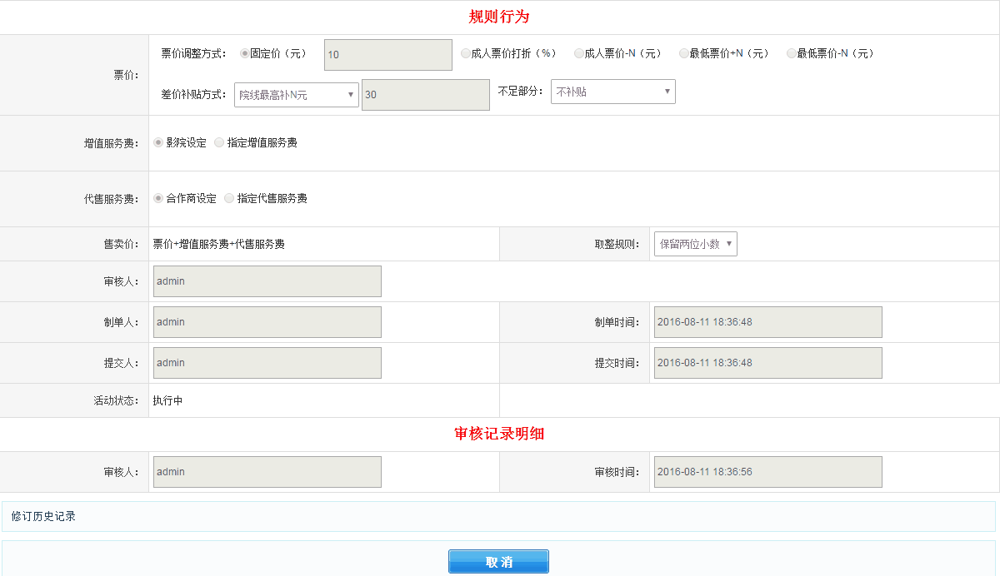 规则行为
票价：
票价调整方式： 固定价（元） 10 成人票价打折（%） 成人票价-N（元） 最低票价+N（元） 最低票价-N（元）
差价补贴方式： 院线最高补N元 30 不足部分： 不补贴
增值服务费： 影院设定 指定增值服务费
代售服务费： 合作商设定 指定代售服务费
售卖价： 票价+增值服务费+代售服务费 取整规则： 保留两位小数
审核人： admin
制单人： admin 制单时间： 2016-08-11 18:36:48
提交人： admin 提交时间： 2016-08-11 18:36:48
活动状态： 执行中
审核记录明细
审核人： admin 审核时间： 2016-08-11 18:36:56
修订历史记录
取消